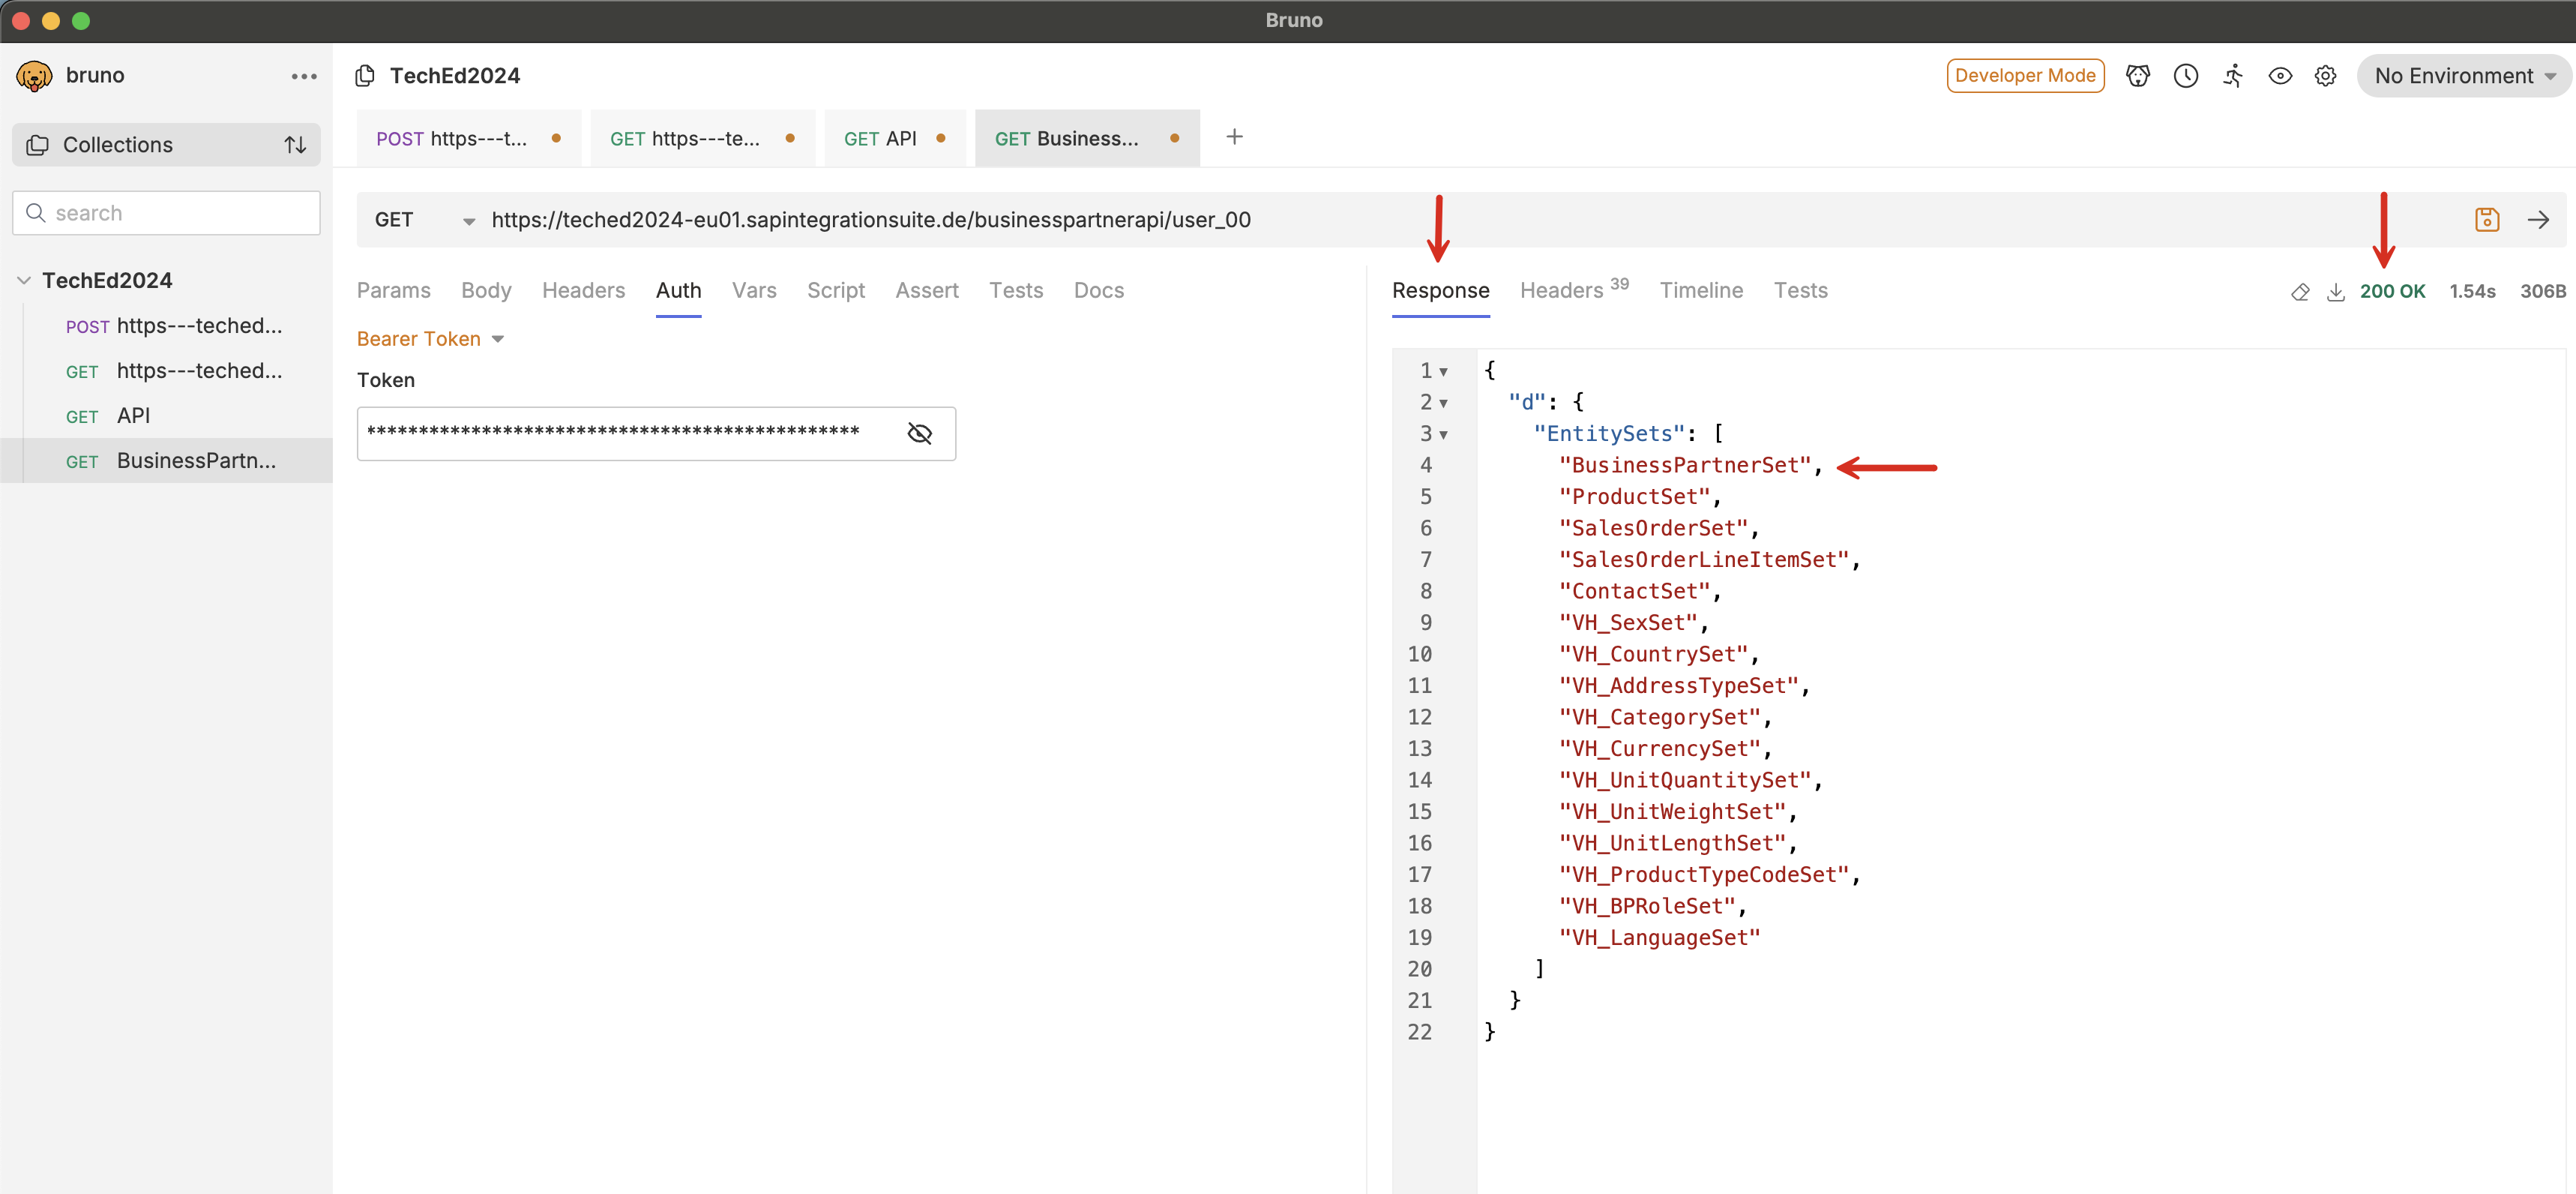 Bruno
bruno
TechEd2024
Developer Mode
No Environment
Collections
POST https---t...
GET https---te...
GET API
GET Business...
search
GET
https://teched2024-eu01.sapintegrationsuite.de/businesspartnerapi/user_00
TechEd2024
POST https---teched...
GET https---teched...
GET API
GET BusinessPartn...
Params Body Headers Auth Vars Script Assert Tests Docs
Bearer Token
Token
***********************************************
Response Headers 39 Timeline Tests
200 OK 1.54s 306B
1 {
2 "d": {
3 "EntitySets": [
4 "BusinessPartnerSet",
5 "ProductSet",
6 "SalesOrderSet",
7 "SalesOrderLineItemSet",
8 "ContactSet",
9 "VH_SexSet",
10 "VH_CountrySet",
11 "VH_AddressTypeSet",
12 "VH_CategorySet",
13 "VH_CurrencySet",
14 "VH_UnitQuantitySet",
15 "VH_UnitWeightSet",
16 "VH_UnitLengthSet",
17 "VH_ProductTypeCodeSet",
18 "VH_BPRoleSet",
19 "VH_LanguageSet"
20 ]
21 }
22 }